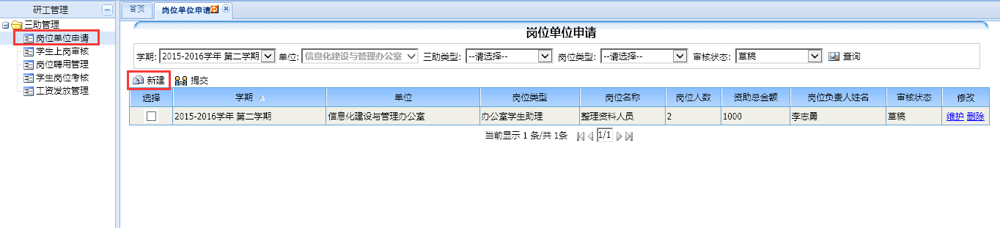 研工管理
三助管理
岗位单位申请
学生上岗审核
岗位聘用管理
学生岗位考核
工资发放管理
首页 岗位单位申请
岗位单位申请
学期: 2015-2016学年 第二学期 单位: 信息化建设与管理办公室 三助类型: --请选择-- 岗位类型: --请选择-- 审核状态: 草稿 查询
新建 提交
选择 学期 单位 岗位类型 岗位名称 岗位人数 资助总金额 岗位负责人姓名 审核状态 修改
2015-2016学年 第二学期 信息化建设与管理办公室 办公室学生助理 整理资料人员 2 1000 李志勇 草稿 维护 删除
当前显示 1 条/共 1条 1/1